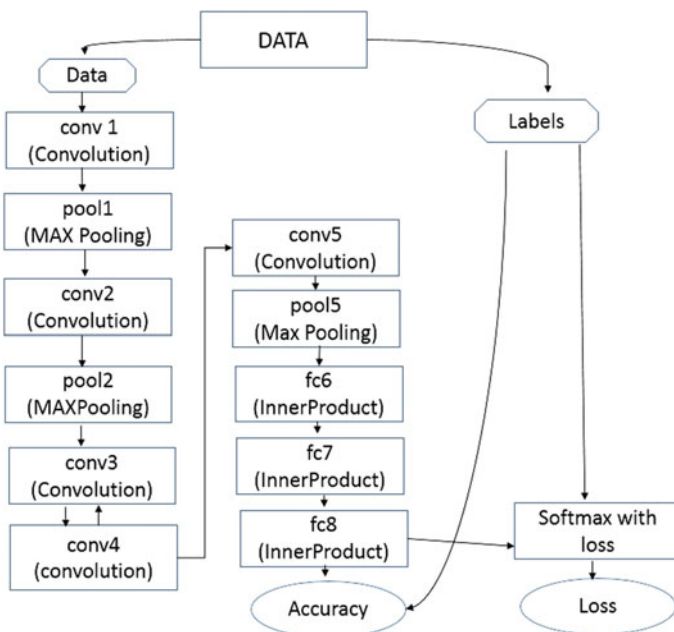 DATA
Data
conv 1
(Convolution)
pool1
(MAX Pooling)
conv2
(Convolution)
pool2
(MAXPooling)
conv3
(Convolution)
conv4
(convolution)
conv5
(Convolution)
pool5
(Max Pooling)
fc6
(InnerProduct)
fc7
(InnerProduct)
fc8
(InnerProduct)
Accuracy
Labels
Softmax with
loss
Loss